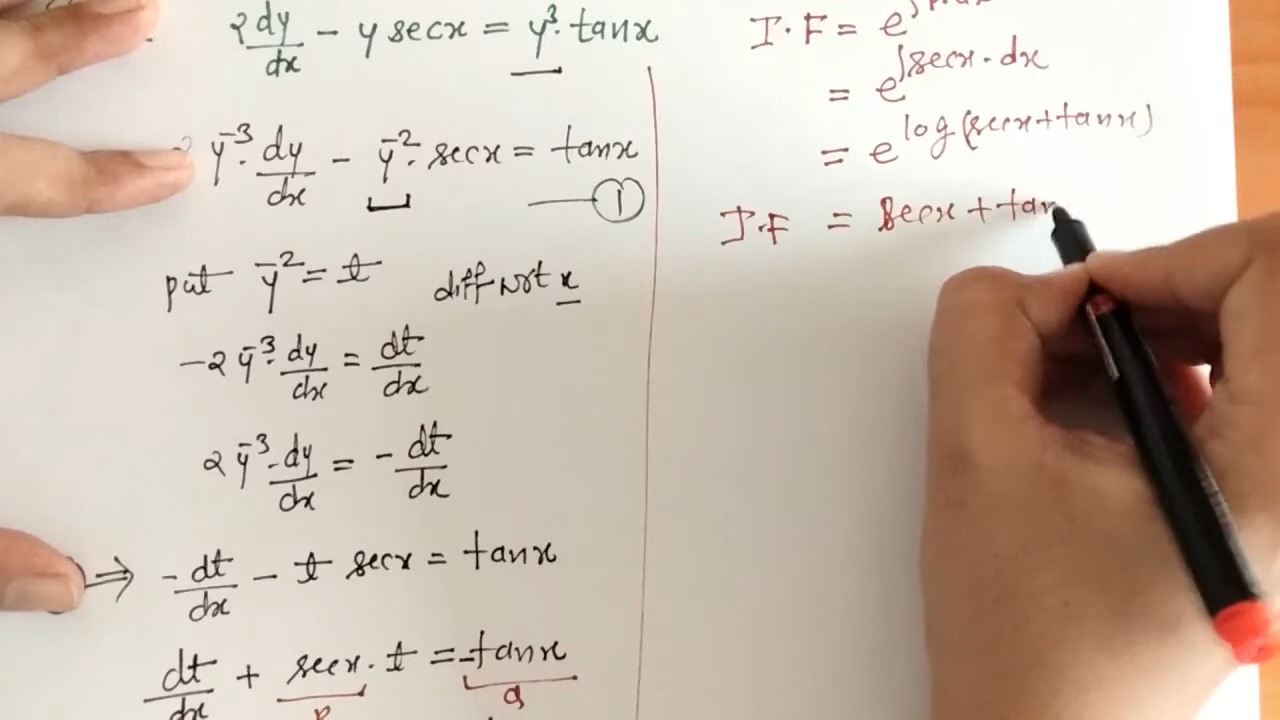 2 dy/dx - y secx = y³. tanx
y⁻³. dy/dx - y⁻². secx = tanx
①
put y⁻² = t diff wrt x
-2 y⁻³. dy/dx = dt/dx
2 y⁻³. dy/dx = - dt/dx
⇒ - dt/dx - t secx = tanx
dt/dx + secx. t = -tanx
P Q
I.F = e^∫
= e^∫secx.dx
= e^log(secx+tanx)
I.F = secx + tan